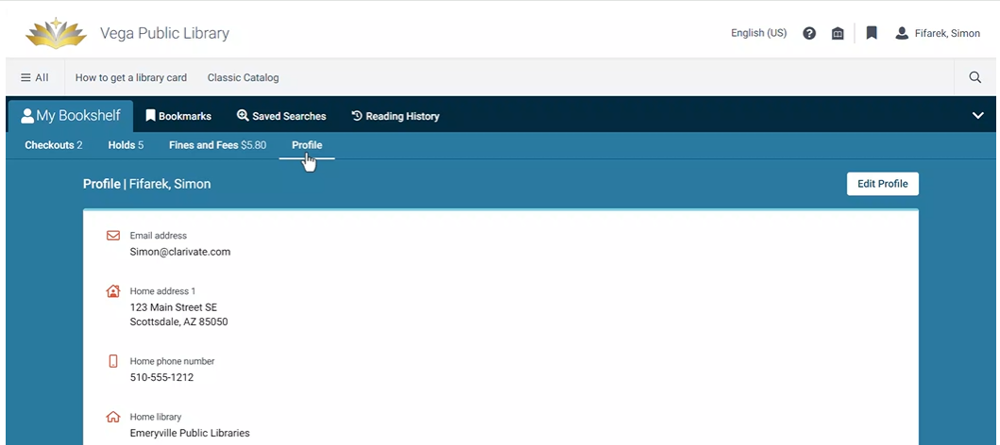 Vega Public Library
English (US)
Fifarek, Simon
All
How to get a library card
Classic Catalog
My Bookshelf
Bookmarks
Saved Searches
Reading History
Checkouts 2
Holds 5
Fines and Fees $5.80
Profile
Profile | Fifarek, Simon
Edit Profile
Email address
Simon@clarivate.com
Home address 1
123 Main Street SE
Scottsdale, AZ 85050
Home phone number
510-555-1212
Home library
Emeryville Public Libraries